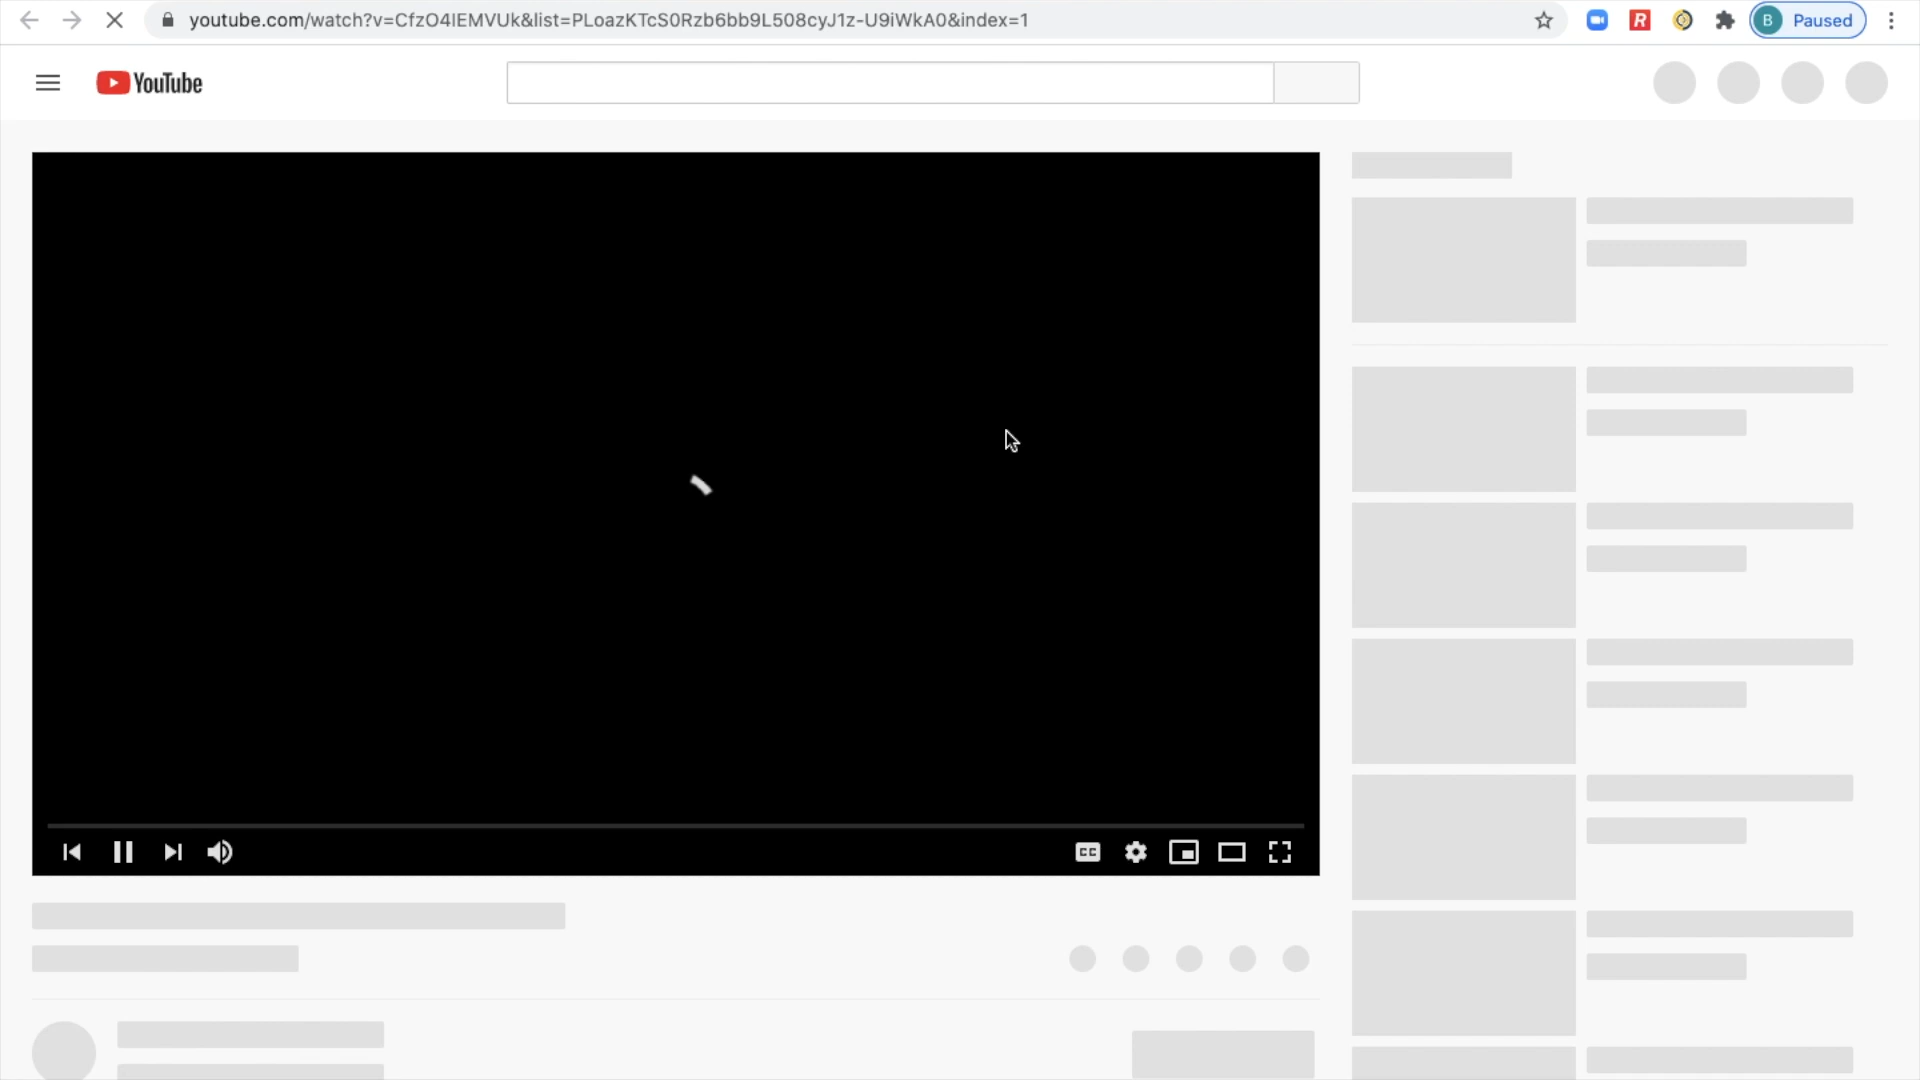 youtube.com/watch?v=CfzO4lEMVUk&list=PLoazKTcS0Rzb6bb9L508cyJ1z-U9iWkA0&index=1
R
B
Paused
YouTube
CC